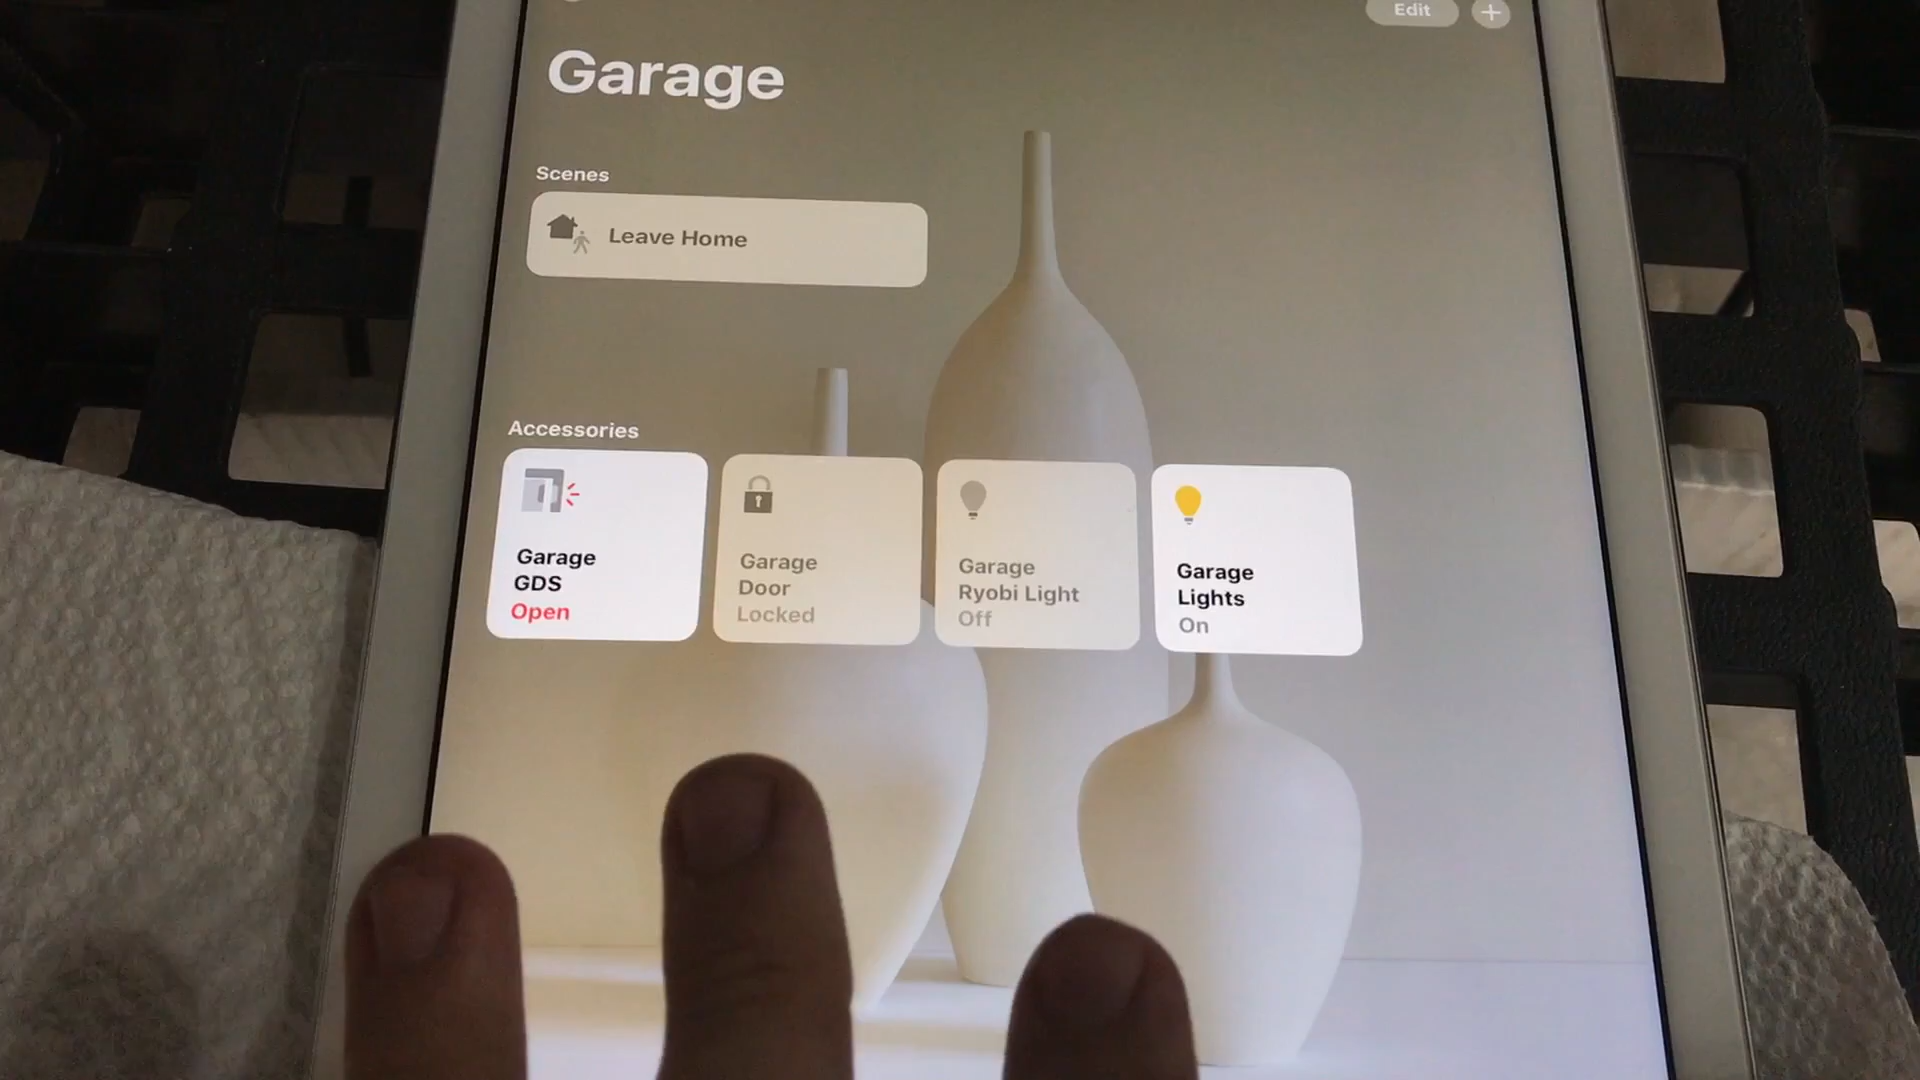 Edit
Garage
Scenes
Leave Home
Accessories
Garage
GDS
Open
Garage
Door
Locked
Garage
Ryobi Light
Off
Garage
Lights
On